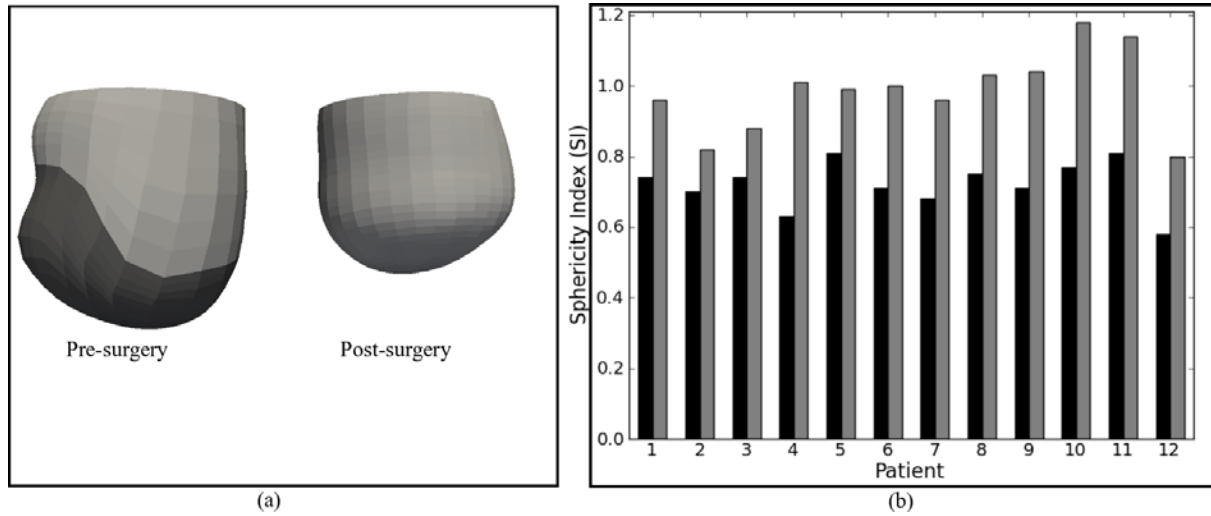 Pre-surgery
Post-surgery
(a)
Sphericity Index (SI)
1.2
1.0
0.8
0.6
0.4
0.2
0.0
1 2 3 4 5 6 7 8 9 10 11 12
Patient
(b)